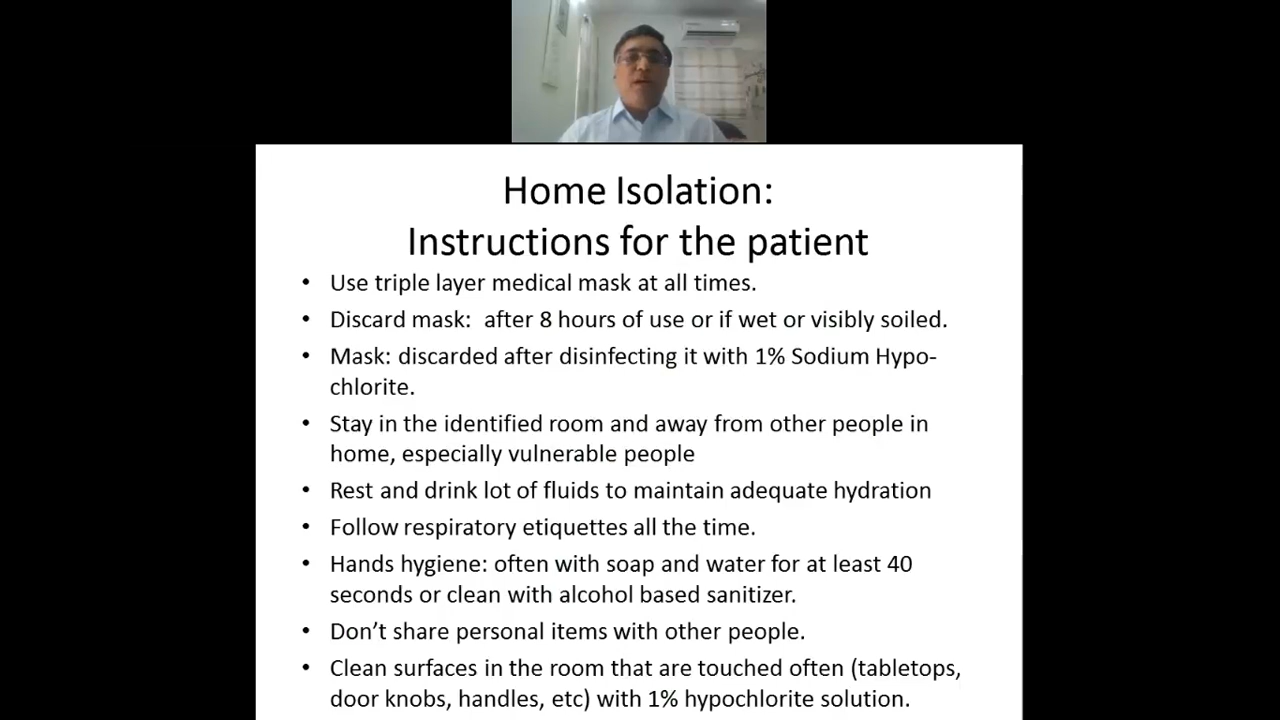 Home Isolation:
Instructions for the patient
• Use triple layer medical mask at all times.
• Discard mask:  after 8 hours of use or if wet or visibly soiled.
• Mask: discarded after disinfecting it with 1% Sodium Hypo-
chlorite.
• Stay in the identified room and away from other people in
home, especially vulnerable people
• Rest and drink lot of fluids to maintain adequate hydration
• Follow respiratory etiquettes all the time.
• Hands hygiene: often with soap and water for at least 40
seconds or clean with alcohol based sanitizer.
• Don’t share personal items with other people.
• Clean surfaces in the room that are touched often (tabletops,
door knobs, handles, etc) with 1% hypochlorite solution.